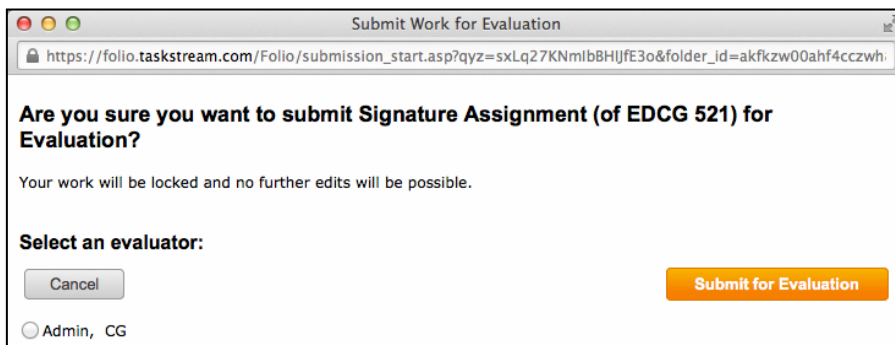 Submit Work for Evaluation
https://folio.taskstream.com/Folio/submission_start.asp?qyz=sxLq27KNmIbBHIJfE3o&folder_id=akfkzw00ahf4cczwh
Are you sure you want to submit Signature Assignment (of EDCG 521) for
Evaluation?
Your work will be locked and no further edits will be possible.
Select an evaluator:
Cancel
Submit for Evaluation
Admin, CG